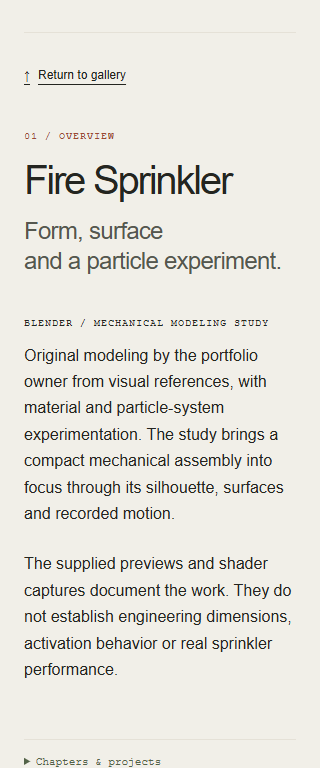 ↑ Return to gallery
01 / OVERVIEW
Fire Sprinkler
Form, surface
and a particle experiment.
BLENDER / MECHANICAL MODELING STUDY
Original modeling by the portfolio
owner from visual references, with
material and particle-system
experimentation. The study brings a
compact mechanical assembly into
focus through its silhouette, surfaces
and recorded motion.
The supplied previews and shader
captures document the work. They do
not establish engineering dimensions,
activation behavior or real sprinkler
performance.
▶ Chapters & projects